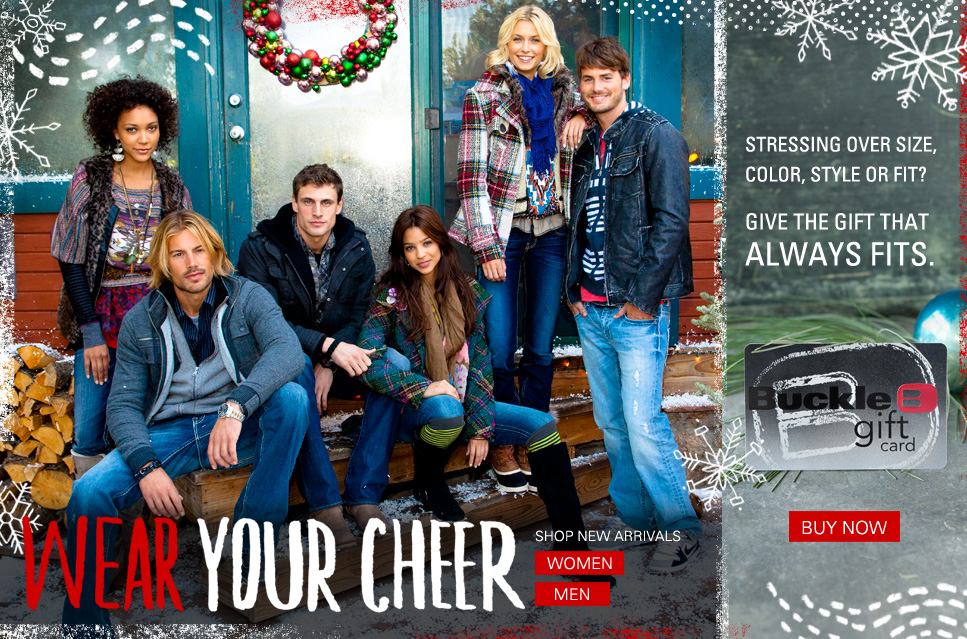 WEAR YOUR CHEER
SHOP NEW ARRIVALS
WOMEN
MEN
STRESSING OVER SIZE,
COLOR, STYLE OR FIT?
GIVE THE GIFT THAT
ALWAYS FITS.
Buckle B
gift
card
BUY NOW